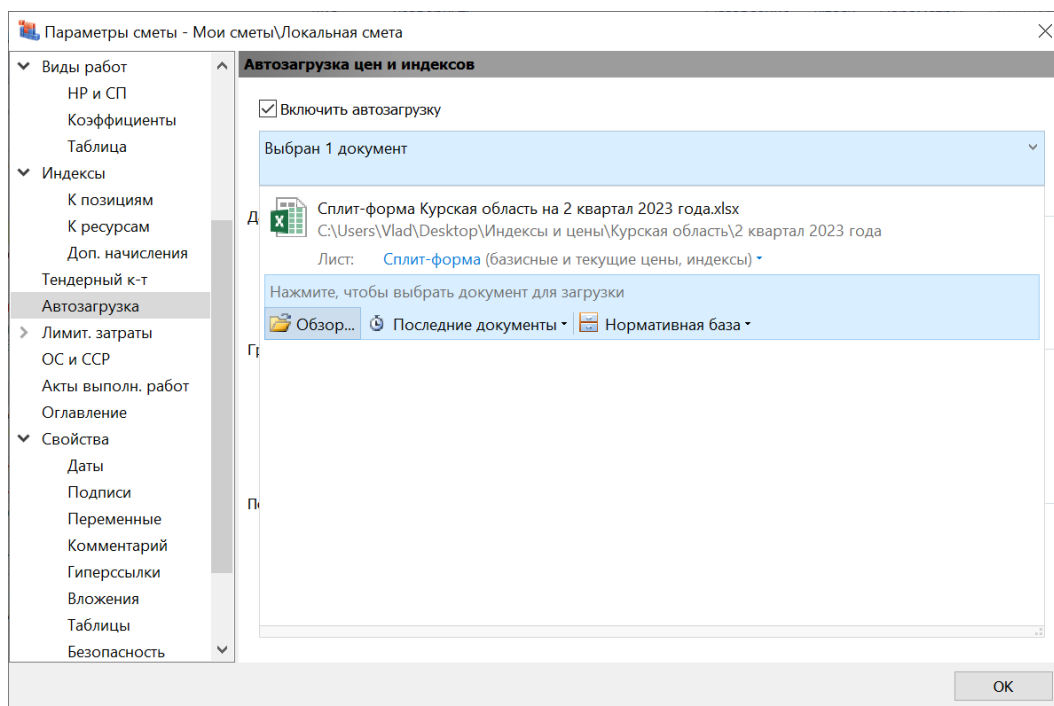 Параметры сметы - Мои сметы\Локальная смета
Виды работ
НР и СП
Коэффициенты
Таблица
Индексы
К позициям
К ресурсам
Доп. начисления
Тендерный к-т
Автозагрузка
Лимит. затраты
ОС и ССР
Акты выполн. работ
Оглавление
Свойства
Даты
Подписи
Переменные
Комментарий
Гиперссылки
Вложения
Таблицы
Безопасность
Автозагрузка цен и индексов
Включить автозагрузку
Выбран 1 документ
Сплит-форма Курская область на 2 квартал 2023 года.xlsx
C:\Users\Vlad\Desktop\Индексы и цены\Курская область\2 квартал 2023 года
Лист: Сплит-форма (базисные и текущие цены, индексы)
Нажмите, чтобы выбрать документ для загрузки
Обзор... Последние документы Нормативная база
ОК